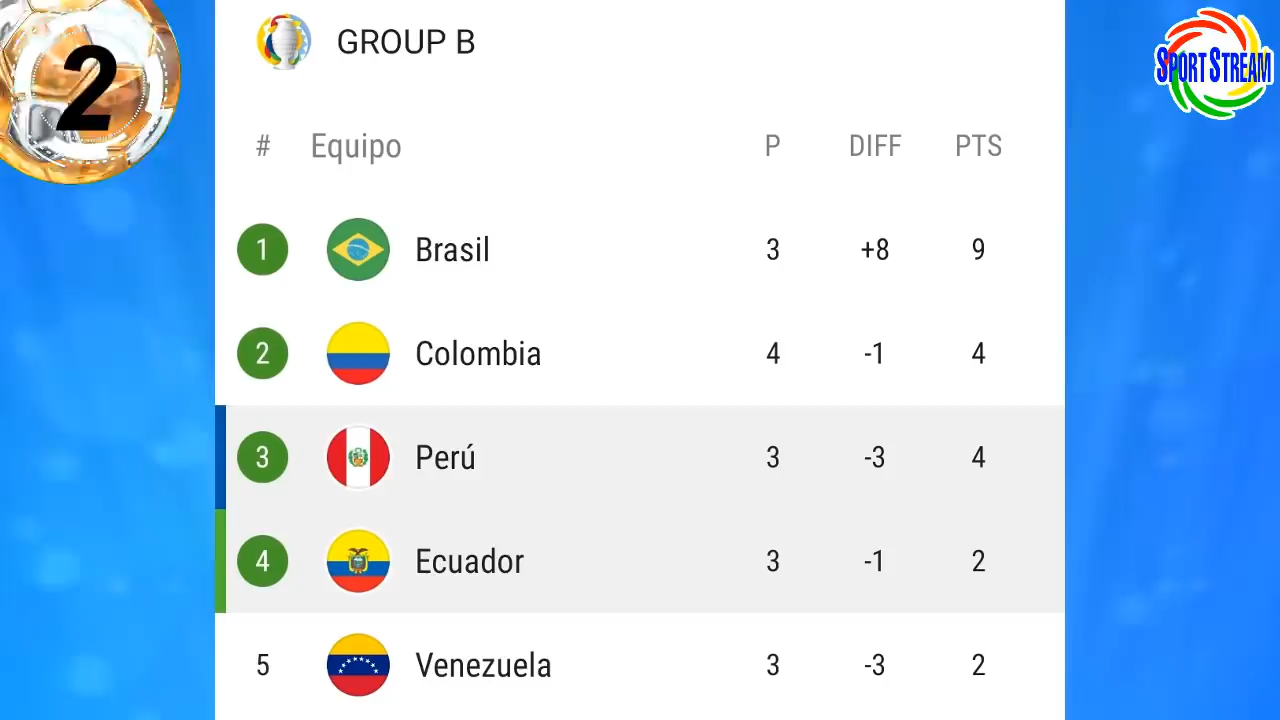 2
GROUP B
SPORT STREAM
# Equipo P DIFF PTS
1 Brasil 3 +8 9
2 Colombia 4 -1 4
3 Perú 3 -3 4
4 Ecuador 3 -1 2
5 Venezuela 3 -3 2